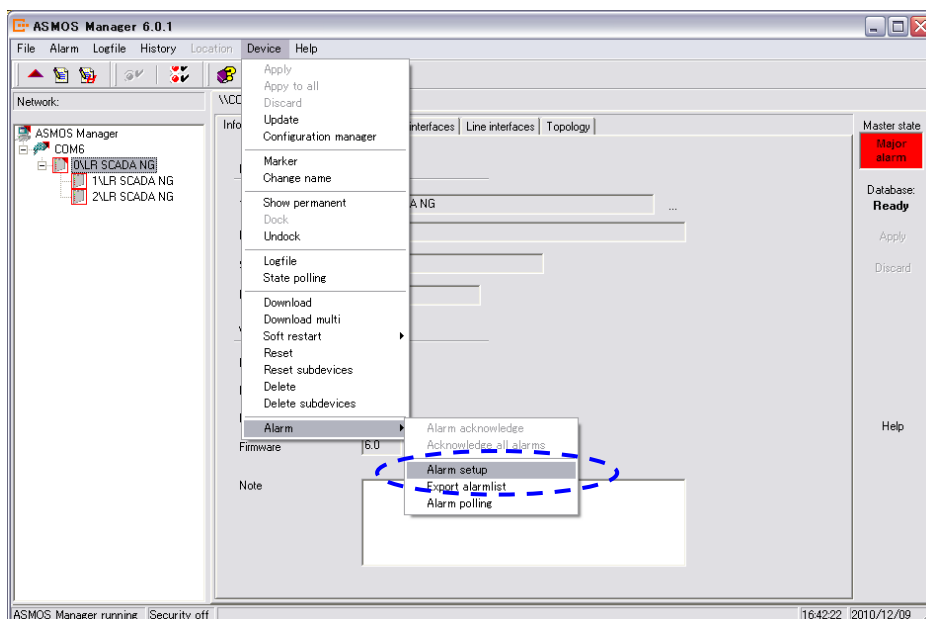 ASMOS Manager 6.0.1
File Alarm Logfile History Location Device Help
Network:
ASMOS Manager
COM6
0\LR SCADA NG
1\LR SCADA NG
2\LR SCADA NG
Apply
Appy to all
Discard
Update
Configuration manager
Marker
Change name
Show permanent
Dock
Undock
Logfile
State polling
Download
Download multi
Soft restart
Reset
Reset subdevices
Delete
Delete subdevices
Alarm
Alarm acknowledge
Acknowledge all alarms
Alarm setup
Export alarmlist
Alarm polling
\\CO
Info
interfaces Line interfaces Topology
A NG
...
Firmware 6.0
Note
Master state
Major
alarm
Database:
Ready
Apply
Discard
Help
ASMOS Manager running Security off 16:42:22 2010/12/09